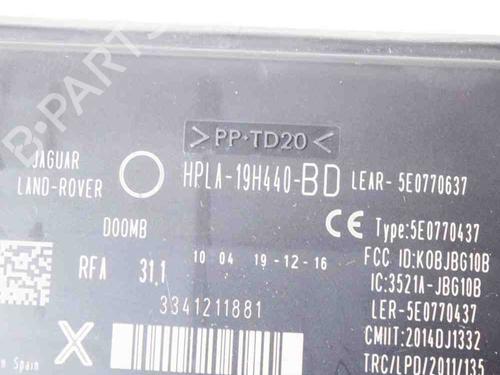 B-PARTS
>PP-TD20<
JAGUAR
LAND-ROVER
HPLA-19H440-BD
LEAR- 5E0770637
D00MB
CE Type:5E0770437
RFA 31.1
10 04 19-12-16
FCC ID:KOBJBG10B
IC:3521A-JBG10B
3341211881
LER-5E0770437
CMIIT: 2014DJ1332
X
TRC/LPD/2011/135
in Spain